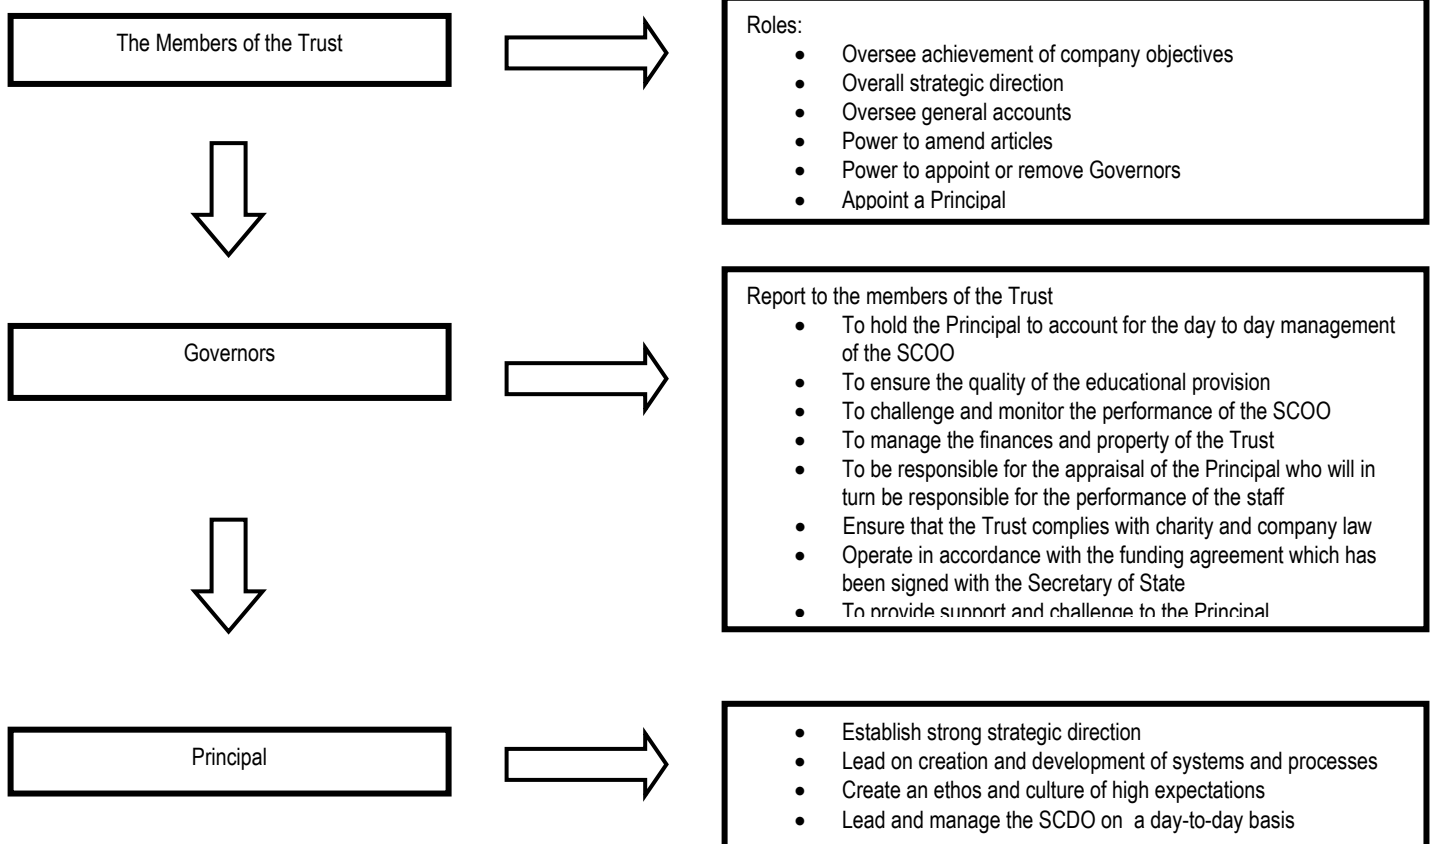 The Members of the Trust
Roles:
• Oversee achievement of company objectives
• Overall strategic direction
• Oversee general accounts
• Power to amend articles
• Power to appoint or remove Governors
• Appoint a Principal
Governors
Report to the members of the Trust
• To hold the Principal to account for the day to day management
of the SCOO
• To ensure the quality of the educational provision
• To challenge and monitor the performance of the SCOO
• To manage the finances and property of the Trust
• To be responsible for the appraisal of the Principal who will in
turn be responsible for the performance of the staff
• Ensure that the Trust complies with charity and company law
• Operate in accordance with the funding agreement which has
been signed with the Secretary of State
• To provide support and challenge to the Principal
Principal
• Establish strong strategic direction
• Lead on creation and development of systems and processes
• Create an ethos and culture of high expectations
• Lead and manage the SCDO on  a day-to-day basis